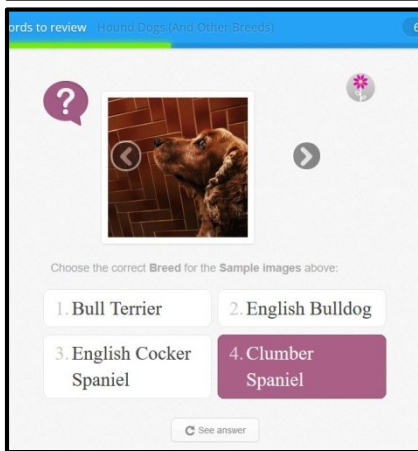 ords to review Hound Dogs (And Other Breeds) 6
?
Choose the correct Breed for the Sample images above:
1. Bull Terrier
2. English Bulldog
3. English Cocker
Spaniel
4. Clumber
Spaniel
See answer